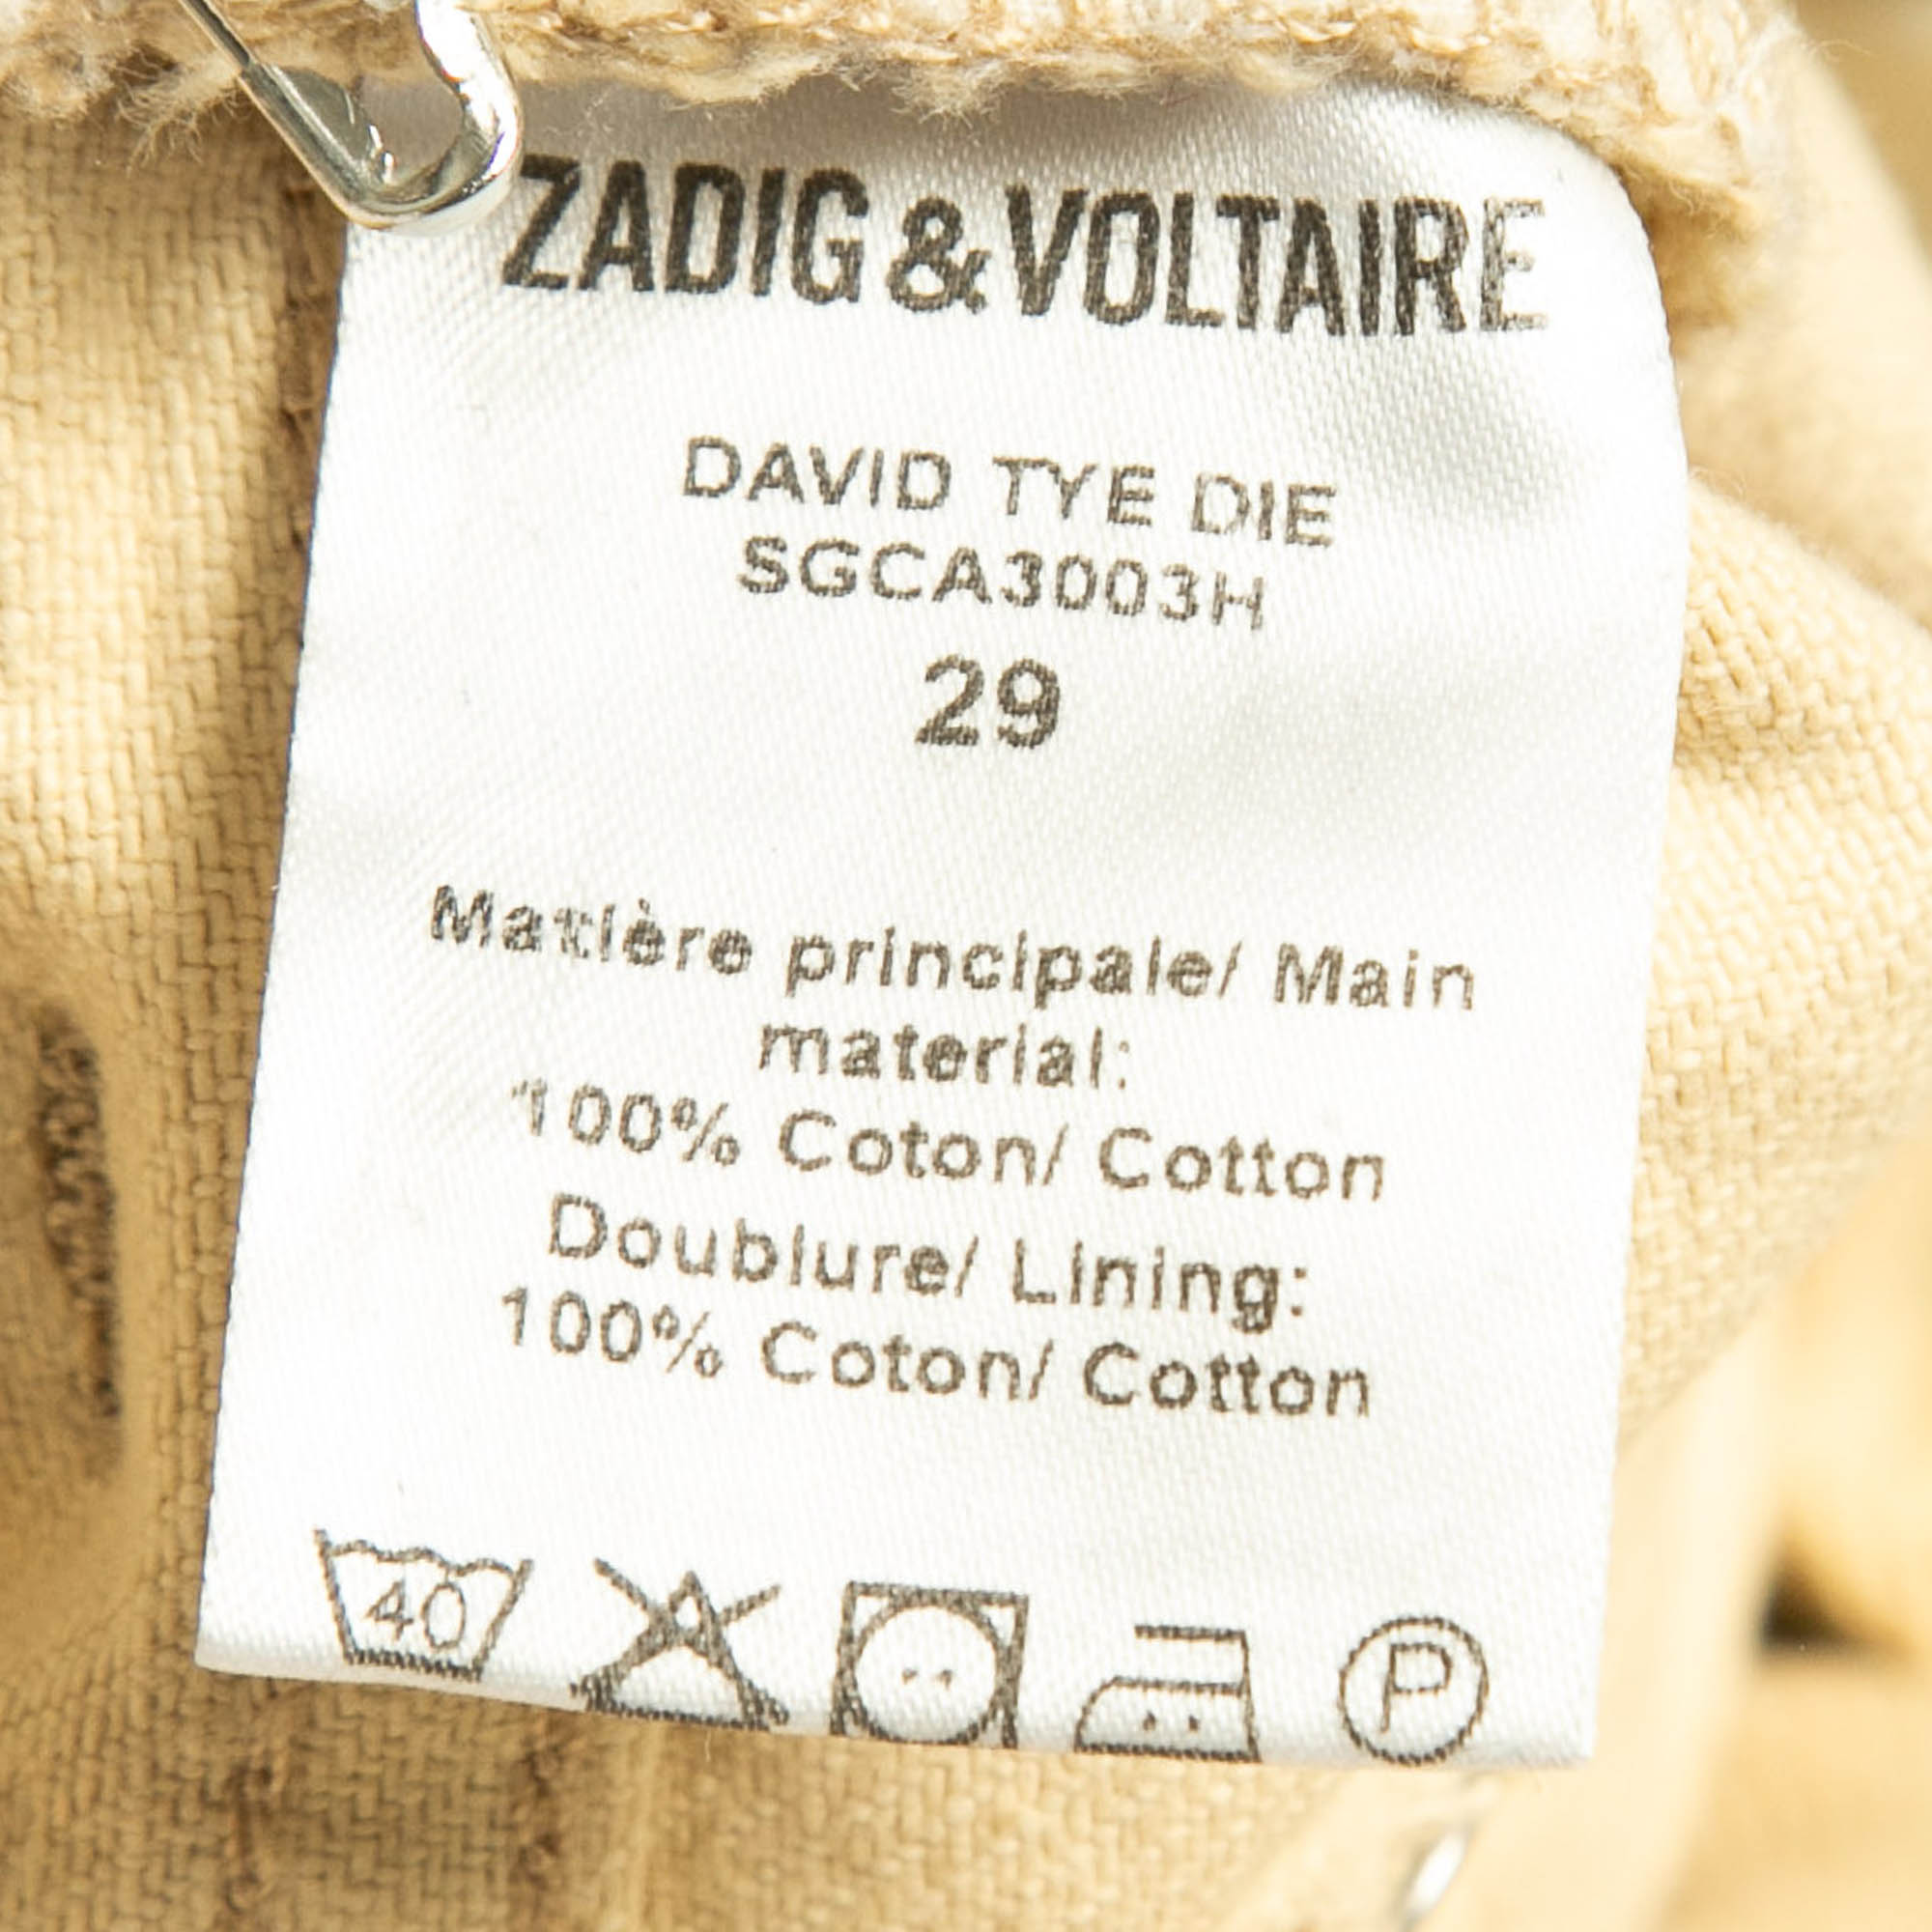 ZADIG & VOLTAIRE
DAVID TYE DIE
SGCA3003H
29
Matière principale/ Main
material:
100% Coton/ Cotton
Doublure/ Lining:
100% Coton/ Cotton
40 P